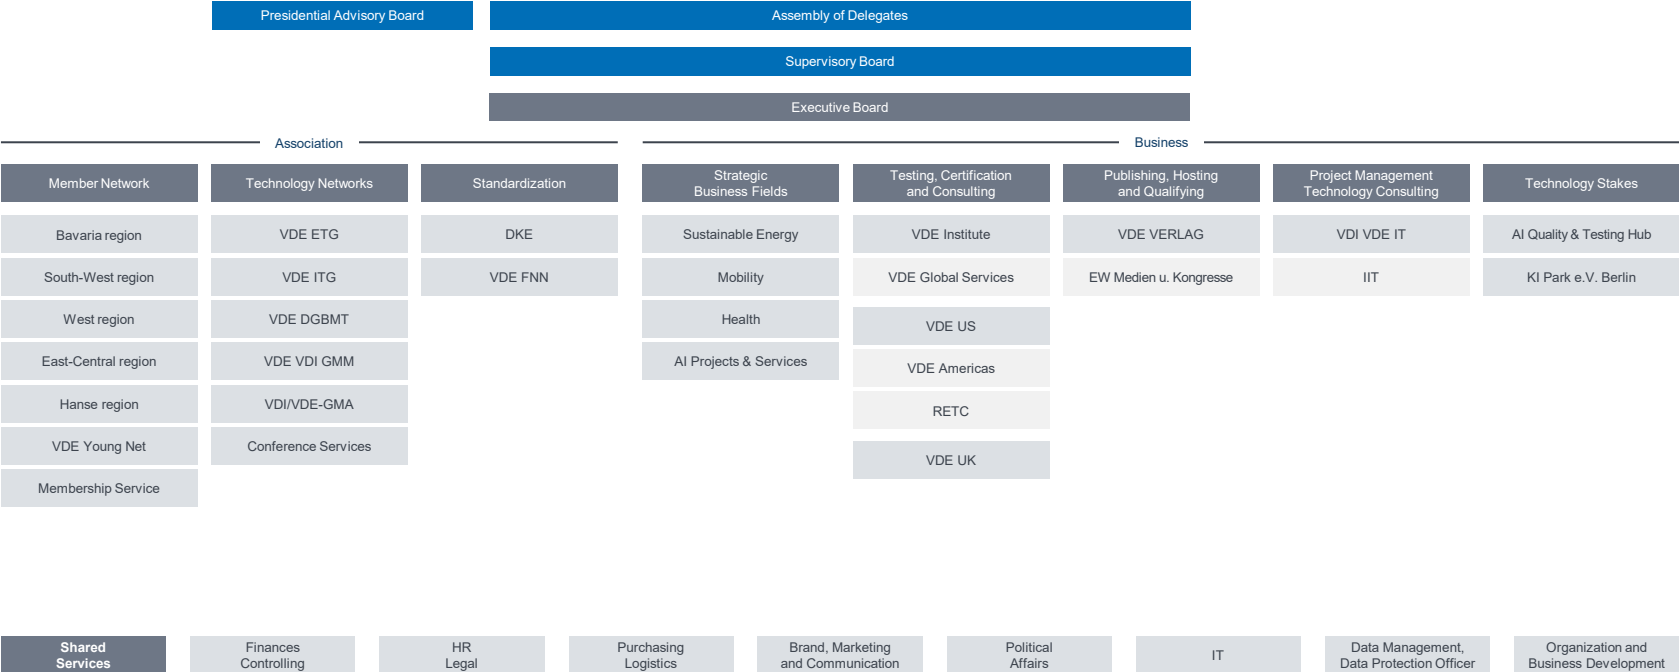 Presidential Advisory Board
Assembly of Delegates
Supervisory Board
Executive Board
Association
Business
Member Network
Bavaria region
South-West region
West region
East-Central region
Hanse region
VDE Young Net
Membership Service
Technology Networks
VDE ETG
VDE ITG
VDE DGBMT
VDE VDI GMM
VDI/VDE-GMA
Conference Services
Standardization
DKE
VDE FNN
Strategic
Business Fields
Sustainable Energy
Mobility
Health
AI Projects & Services
Testing, Certification
and Consulting
VDE Institute
VDE Global Services
VDE US
VDE Americas
RETC
VDE UK
Publishing, Hosting
and Qualifying
VDE VERLAG
EW Medien u. Kongresse
Project Management
Technology Consulting
VDI VDE IT
IIT
Technology Stakes
AI Quality & Testing Hub
KI Park e.V. Berlin
Shared
Services
Finances
Controlling
HR
Legal
Purchasing
Logistics
Brand, Marketing
and Communication
Political
Affairs
IT
Data Management,
Data Protection Officer
Organization and
Business Development